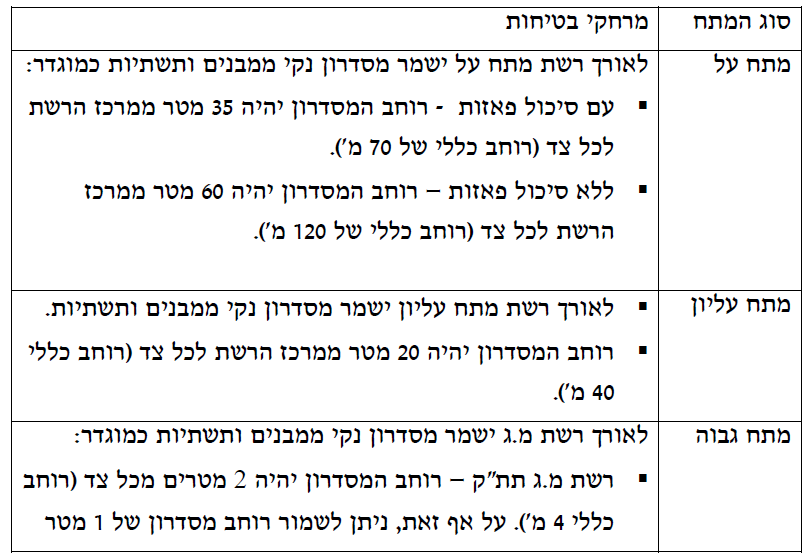 סוג המתח מרחקי בטיחות
מתח על לאורך רשת מתח על ישמר מסדרון נקי ממבנים ותשתיות כמוגדר:
▪ עם סיכול פאזות - רוחב המסדרון יהיה 35 מטר ממרכז הרשת
לכל צד (רוחב כללי של 70 מ').
▪ ללא סיכול פאזות – רוחב המסדרון יהיה 60 מטר ממרכז
הרשת לכל צד (רוחב כללי של 120 מ').
מתח עליון ▪ לאורך רשת מתח עליון ישמר מסדרון נקי ממבנים ותשתיות.
▪ רוחב המסדרון יהיה 20 מטר ממרכז הרשת לכל צד (רוחב כללי
40 מ').
מתח גבוה לאורך רשת מ.ג ישמר מסדרון נקי ממבנים ותשתיות כמוגדר:
▪ רשת מ.ג תת"ק – רוחב המסדרון יהיה 2 מטרים מכל צד (רוחב
כללי 4 מ'). על אף זאת, ניתן לשמור רוחב מסדרון של 1 מטר